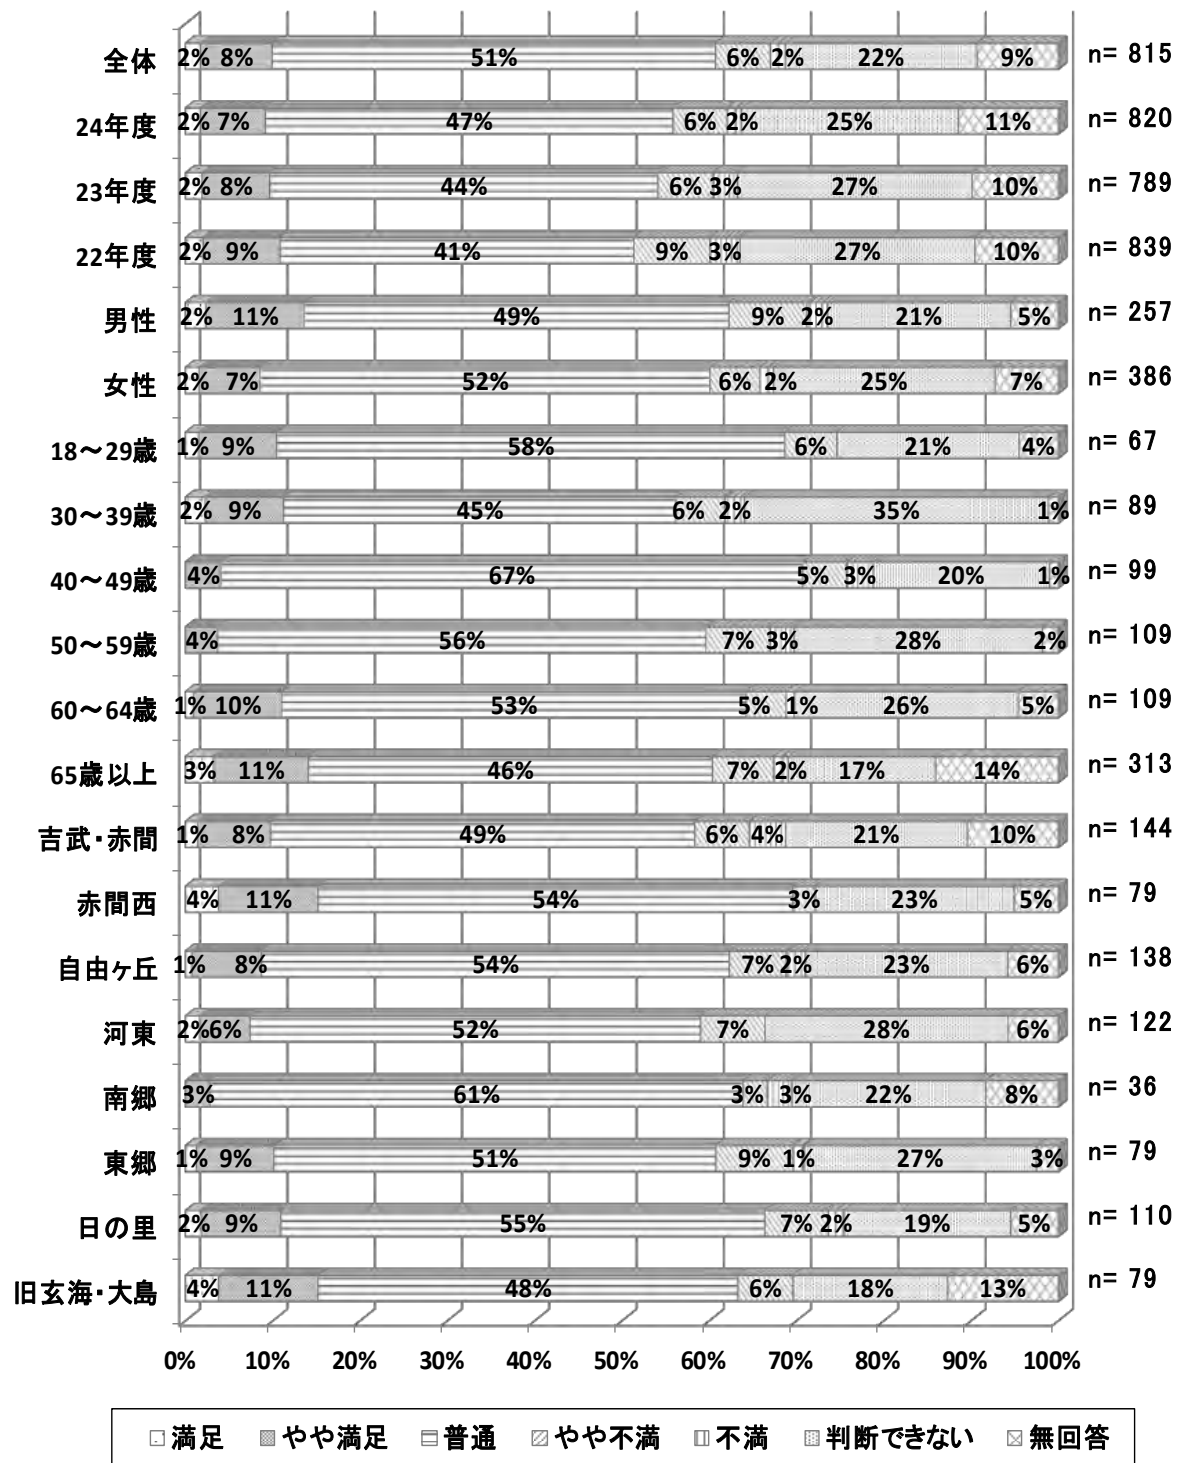 全体 2% 8% 51% 6% 2% 22% 9% n= 815
24年度 2% 7% 47% 6% 2% 25% 11% n= 820
23年度 2% 8% 44% 6% 3% 27% 10% n= 789
22年度 2% 9% 41% 9% 3% 27% 10% n= 839
男性 2% 11% 49% 9% 2% 21% 5% n= 257
女性 2% 7% 52% 6% 2% 25% 7% n= 386
18～29歳 1% 9% 58% 6% 21% 4% n= 67
30～39歳 2% 9% 45% 6% 2% 35% 1% n= 89
40～49歳 4% 67% 5% 3% 20% 1% n= 99
50～59歳 4% 56% 7% 3% 28% 2% n= 109
60～64歳 1% 10% 53% 5% 1% 26% 5% n= 109
65歳以上 3% 11% 46% 7% 2% 17% 14% n= 313
吉武・赤間 1% 8% 49% 6% 4% 21% 10% n= 144
赤間西 4% 11% 54% 3% 23% 5% n= 79
自由ヶ丘 1% 8% 54% 7% 2% 23% 6% n= 138
河東 2% 6% 52% 7% 28% 6% n= 122
南郷 3% 61% 3% 3% 22% 8% n= 36
東郷 1% 9% 51% 9% 1% 27% 3% n= 79
日の里 2% 9% 55% 7% 2% 19% 5% n= 110
旧玄海・大島 4% 11% 48% 6% 18% 13% n= 79
0% 10% 20% 30% 40% 50% 60% 70% 80% 90% 100%
満足 やや満足 普通 やや不満 不満 判断できない 無回答